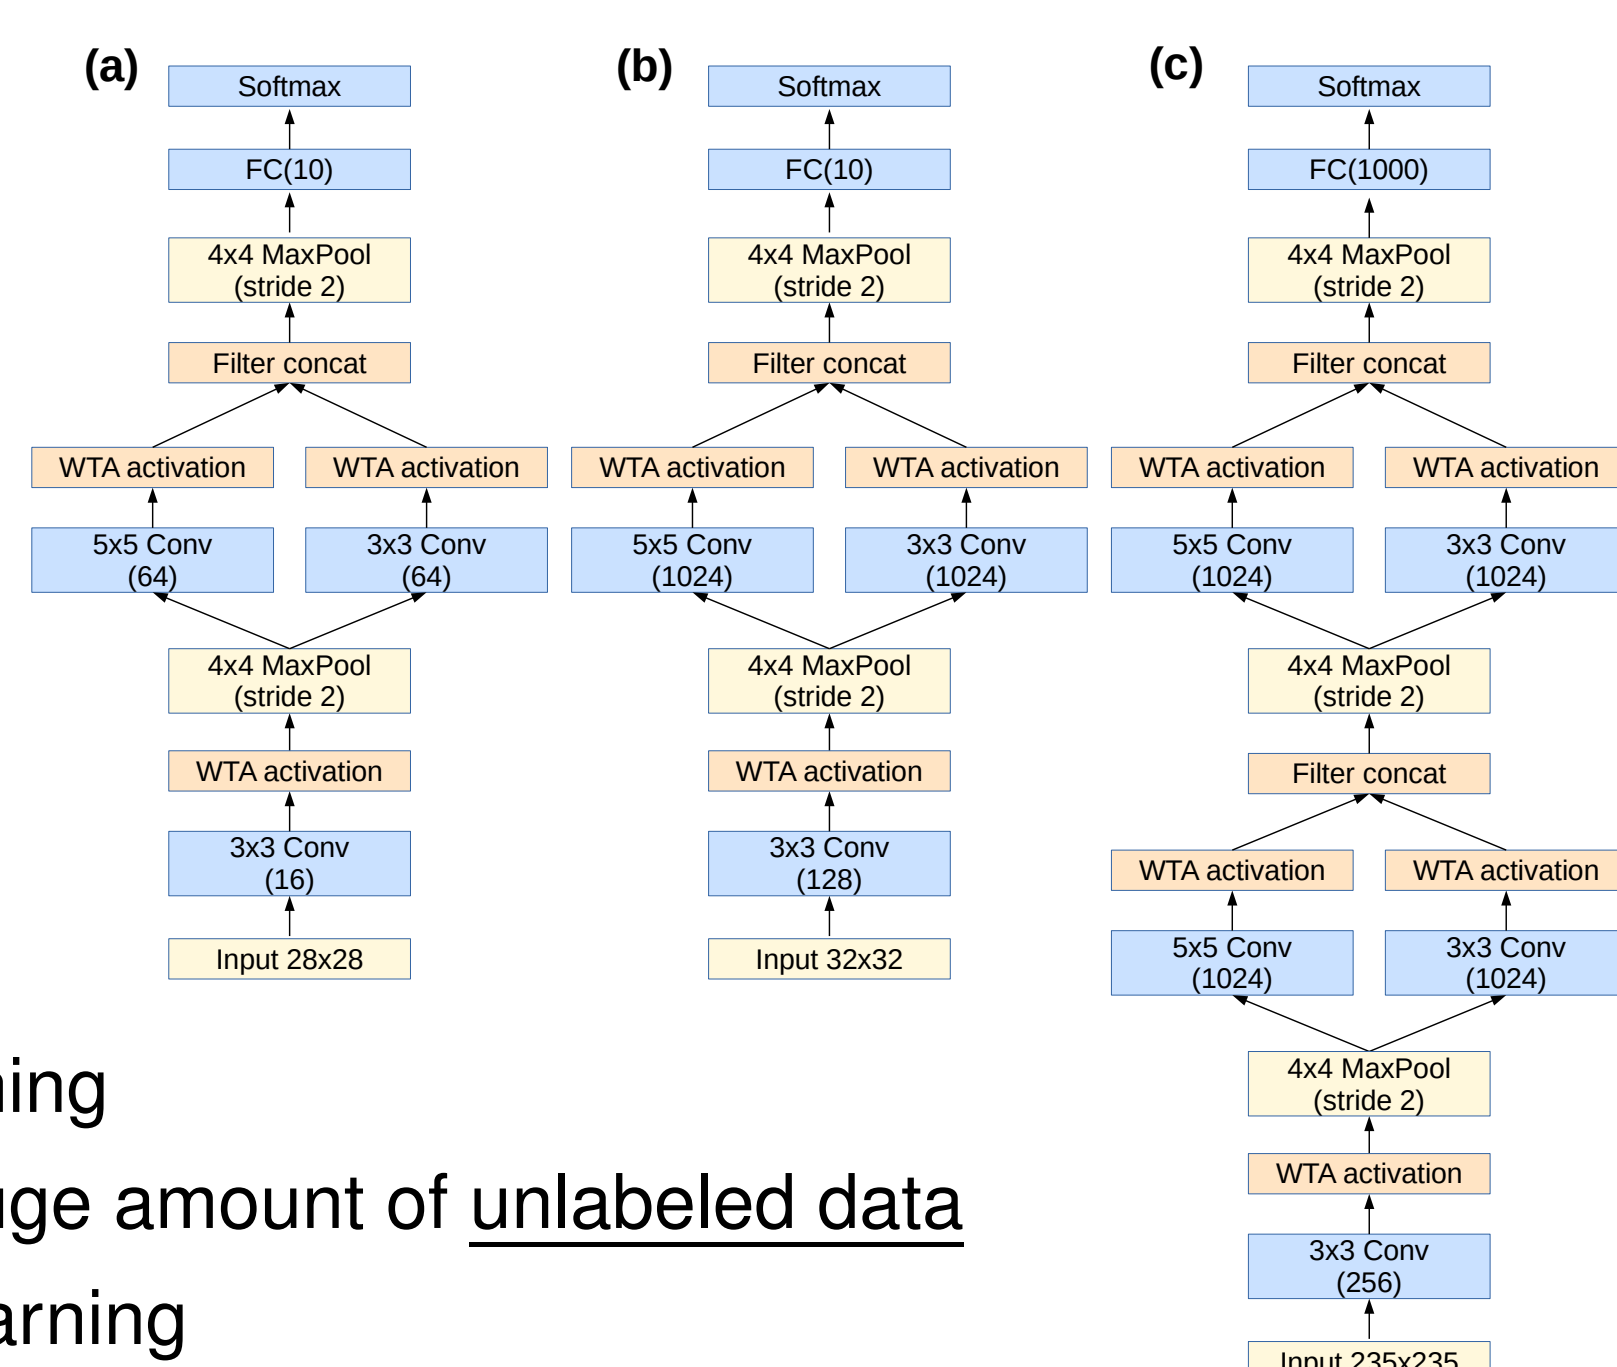 (a)
Softmax
FC(10)
4x4 MaxPool
(stride 2)
Filter concat
WTA activation
WTA activation
5x5 Conv
(64)
3x3 Conv
(64)
4x4 MaxPool
(stride 2)
WTA activation
3x3 Conv
(16)
Input 28x28
(b)
Softmax
FC(10)
4x4 MaxPool
(stride 2)
Filter concat
WTA activation
WTA activation
5x5 Conv
(1024)
3x3 Conv
(1024)
4x4 MaxPool
(stride 2)
WTA activation
3x3 Conv
(128)
Input 32x32
(c)
Softmax
FC(1000)
4x4 MaxPool
(stride 2)
Filter concat
WTA activation
WTA activation
5x5 Conv
(1024)
3x3 Conv
(1024)
4x4 MaxPool
(stride 2)
Filter concat
WTA activation
WTA activation
5x5 Conv
(1024)
3x3 Conv
(1024)
4x4 MaxPool
(stride 2)
WTA activation
3x3 Conv
(256)
Input 235x235
amount of unlabeled data